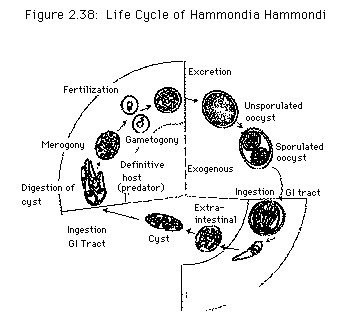 Figure 2.38: Life Cycle of Hammondia Hammondi
Excretion
Fertilization
Unsporulated
oocyst
Gametogony
Merogony
Sporulated
oocyst
Definitive
host
(predator)
Exogenous
Digestion of
cyst
Ingestion
GI tract
Extra-
intestinal
Ingestion
GI Tract
Cyst